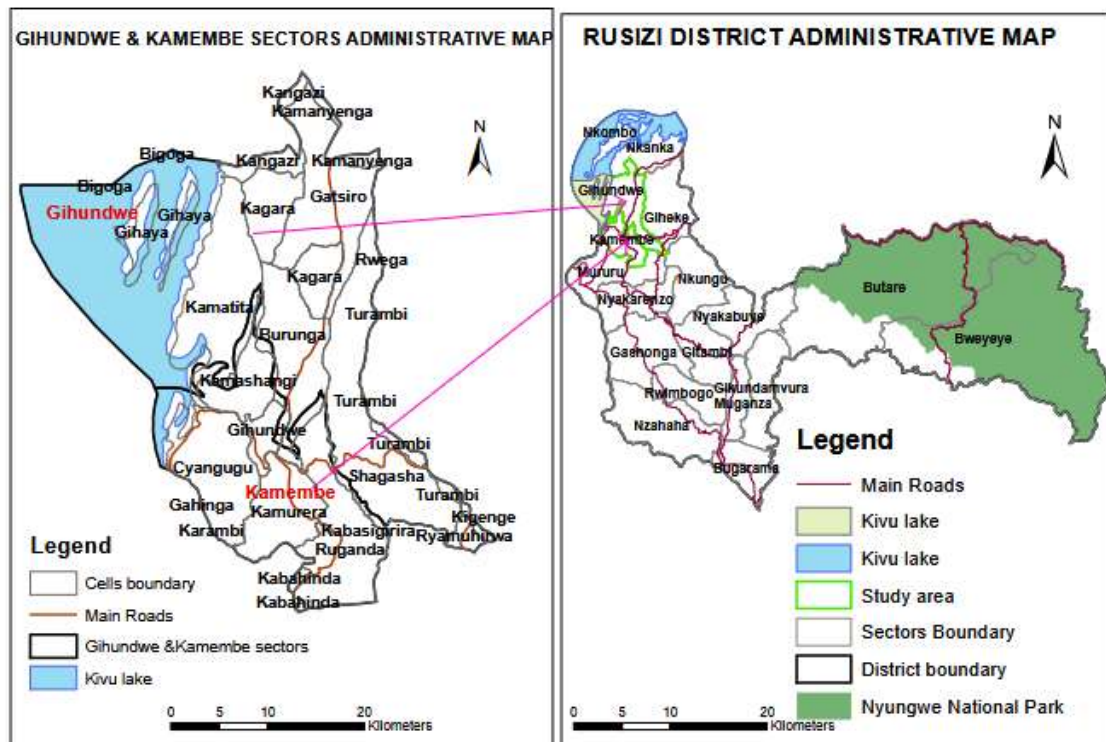 GIHUNDWE & KAMEMBE SECTORS ADMINISTRATIVE MAP
Kangazi
Kamanyenga
N
Bigoga
Kangazi
Kamanyenga
Bigoga
Gatsiro
Gihundwe
Gihaya
Kagara
Gihaya
Rwega
Kagara
Kamatita
Turambi
Burunga
Kamashangi
Turambi
Gihundwe
Turambi
Cyangugu
Shagasha
Kamembe
Turambi
Gahinga
Kamurera
Kigenge
Karambi
Kabasigirira
Ryamuhirwa
Ruganda
Kabahinda
Kabahinda
Legend
Cells boundary
Main Roads
Gihundwe &Kamembe sectors
Kivu lake
0 5 10 20
Kilometers
RUSIZI DISTRICT ADMINISTRATIVE MAP
N
Nkombo
Nkanka
Gihundwe
Giheke
Kamembe
Mururu
Nkungu
Nyakarenzo
Butare
Nyakabuye
Bweyeye
Gashonga
Gitambi
Rwimbogo
Gikundamvura
Muganza
Nzahaha
Bugarama
Legend
Main Roads
Kivu lake
Kivu lake
Study area
Sectors Boundary
District boundary
Nyungwe National Park
0 5 10 20
Kilometers